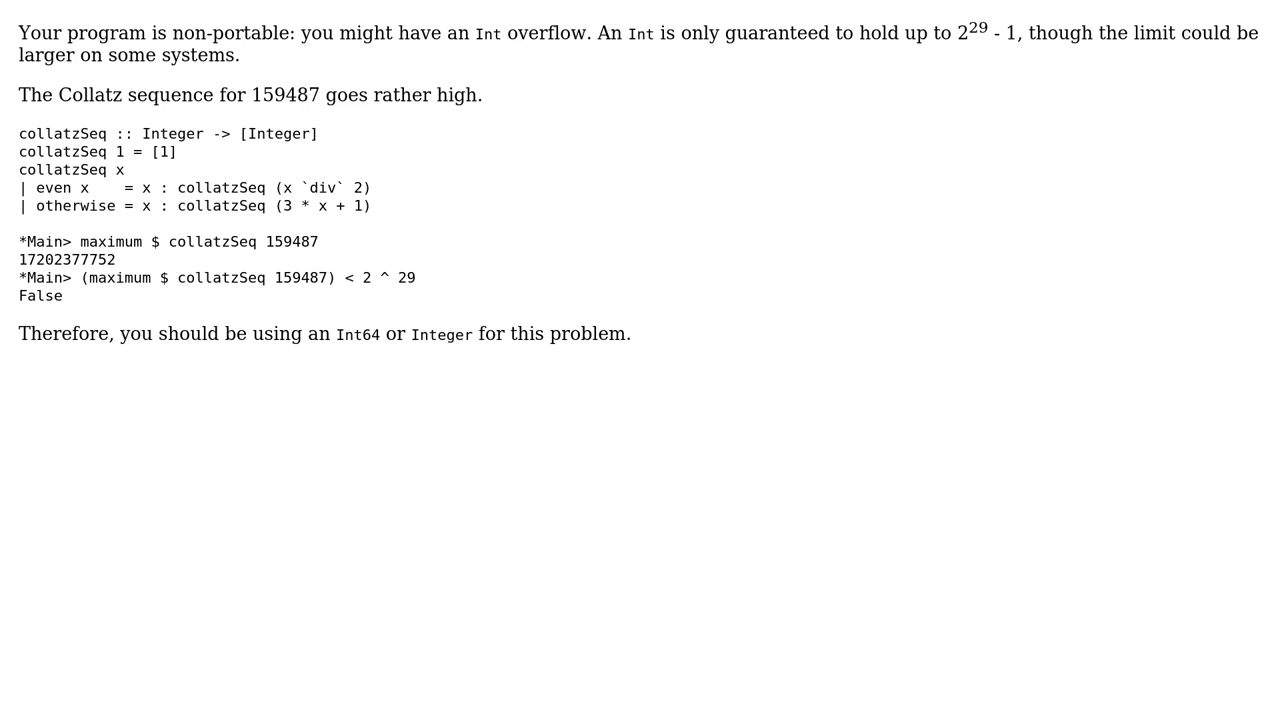 Your program is non-portable: you might have an Int overflow. An Int is only guaranteed to hold up to 2^29 - 1, though the limit could be
larger on some systems.
The Collatz sequence for 159487 goes rather high.
collatzSeq :: Integer -> [Integer]
collatzSeq 1 = [1]
collatzSeq x
| even x    = x : collatzSeq (x `div` 2)
| otherwise = x : collatzSeq (3 * x + 1)
*Main> maximum $ collatzSeq 159487
17202377752
*Main> (maximum $ collatzSeq 159487) < 2 ^ 29
False
Therefore, you should be using an Int64 or Integer for this problem.